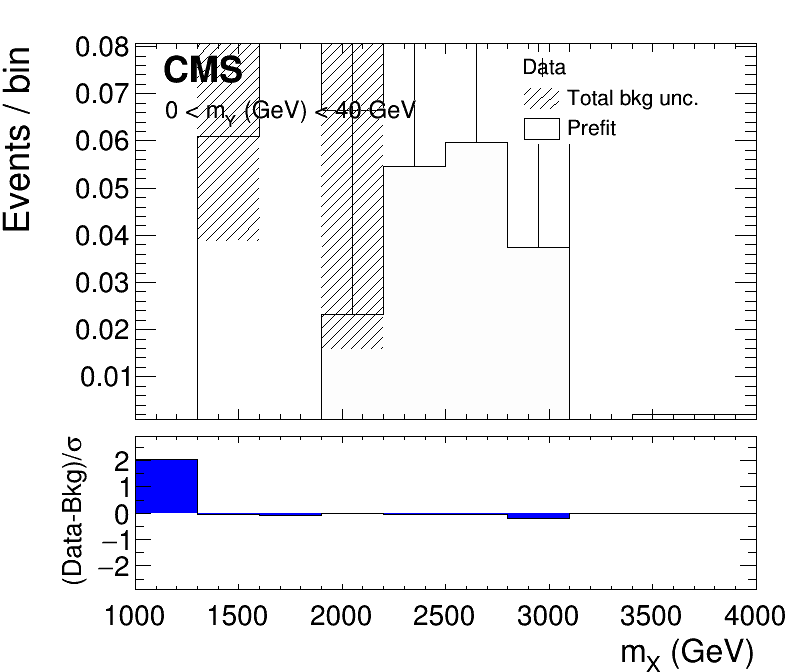 CMS
0 < m_Y (GeV) < 40 GeV
Data
Total bkg unc.
Prefit
Events / bin
0.08
0.07
0.06
0.05
0.04
0.03
0.02
0.01
(Data-Bkg)/σ
2
1
0
−1
−2
1000 1500 2000 2500 3000 3500 4000
m_X (GeV)